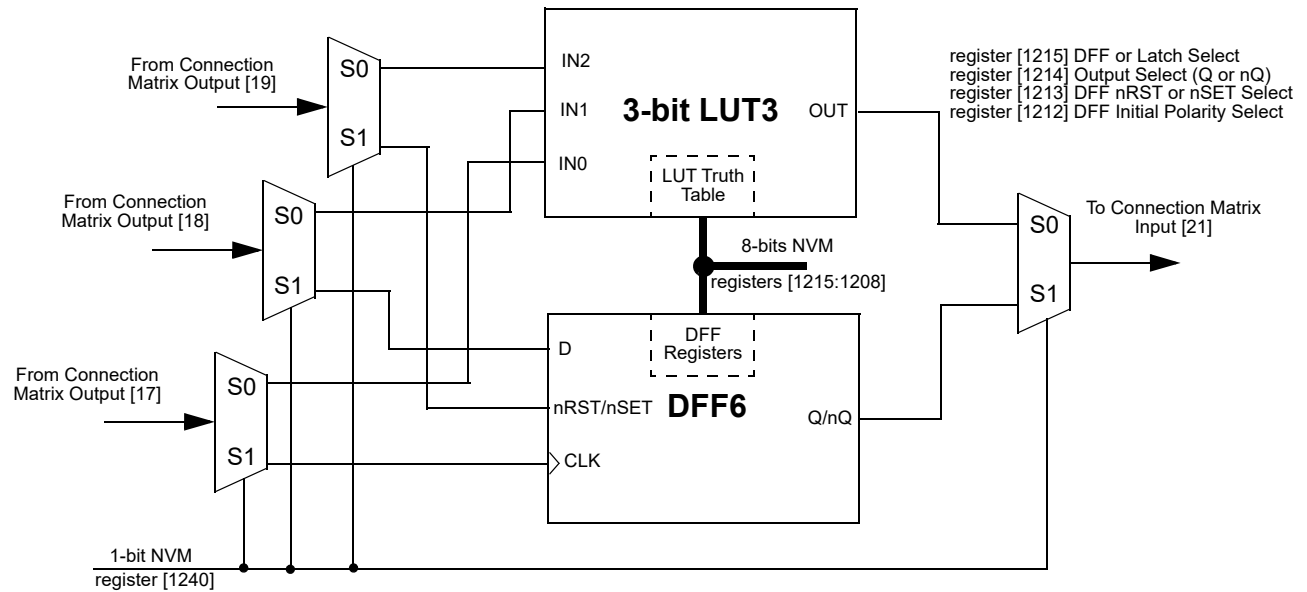 From Connection
Matrix Output [19]
S0
S1
From Connection
Matrix Output [18]
S0
S1
From Connection
Matrix Output [17]
S0
S1
1-bit NVM
register [1240]
IN2
IN1
IN0
3-bit LUT3
OUT
LUT Truth
Table
8-bits NVM
registers [1215:1208]
DFF
Registers
D
nRST/nSET
CLK
DFF6
Q/nQ
register [1215] DFF or Latch Select
register [1214] Output Select (Q or nQ)
register [1213] DFF nRST or nSET Select
register [1212] DFF Initial Polarity Select
S0
S1
To Connection Matrix
Input [21]